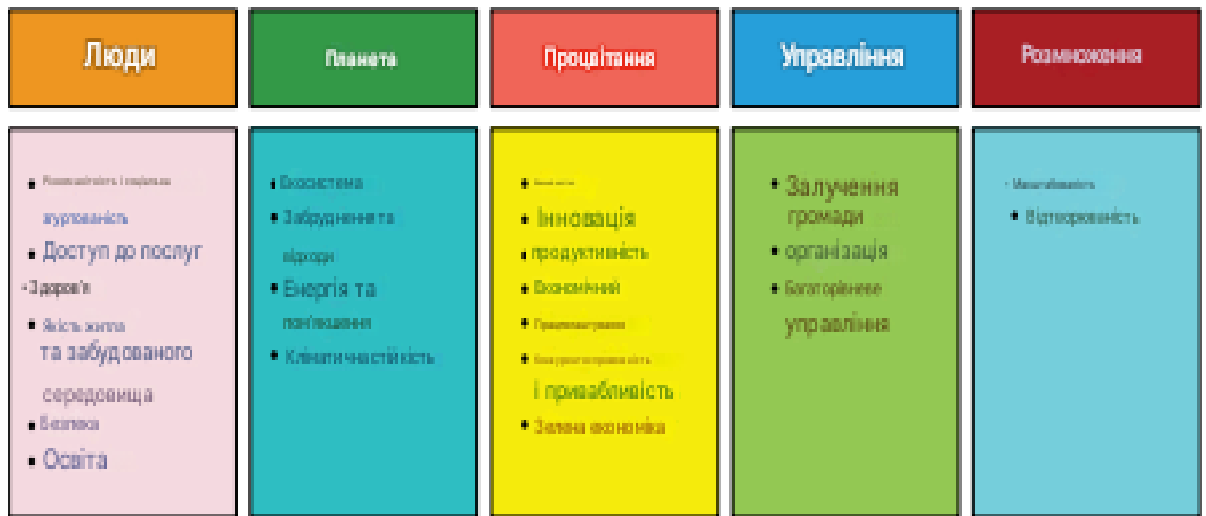 Люди
Планета
Процвітання
Управління
Розмноження
згуртованість
• Доступ до послуг
• Здоров'я
• Якість життя
та забудованого
середовища
• Безпека
• Освіта
• Екосистема
• Забруднення та
відходи
• Енергія та
пом'якшення
• Кліматична стійкість
• Інновація
• продуктивність
• Економічний
• Працевлаштування
• Конкурентоспроможність
і привабливість
• Зелена економіка
• Залучення
громади
• організація
• Багаторівневе
управління
• Масштабованість
• Відтворюваність